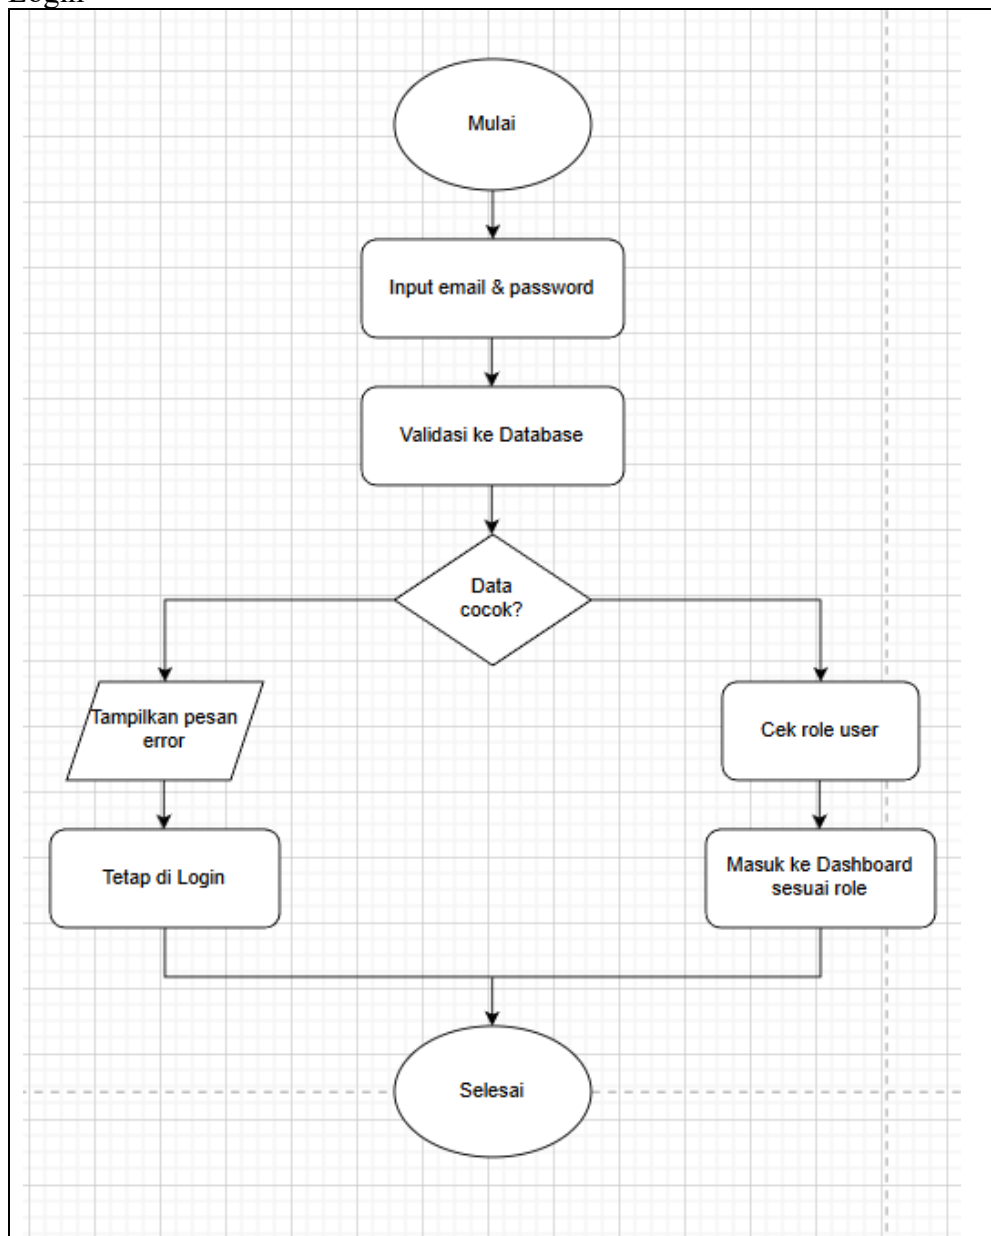 Login
Mulai
Input email & password
Validasi ke Database
Data
cocok?
Tampilkan pesan
error
Cek role user
Tetap di Login
Masuk ke Dashboard
sesuai role
Selesai